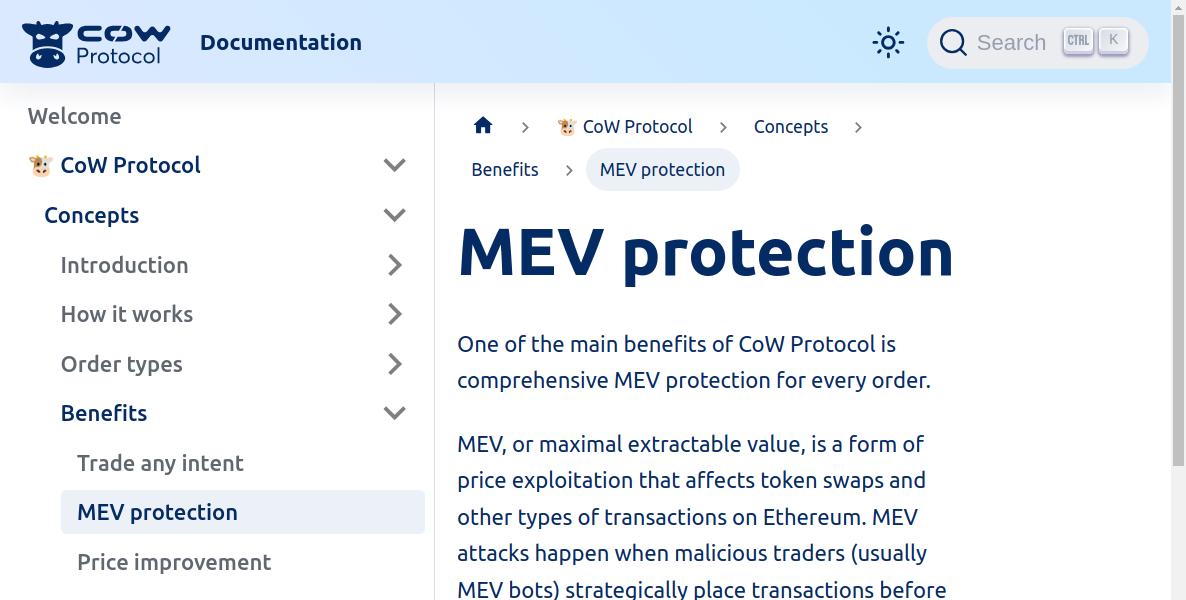 COW Protocol Documentation Search CTRL K
Welcome
CoW Protocol
Concepts
Introduction
How it works
Order types
Benefits
Trade any intent
MEV protection
Price improvement
CoW Protocol Concepts
Benefits MEV protection
MEV protection
One of the main benefits of CoW Protocol is
comprehensive MEV protection for every order.
MEV, or maximal extractable value, is a form of
price exploitation that affects token swaps and
other types of transactions on Ethereum. MEV
attacks happen when malicious traders (usually
MEV bots) strategically place transactions before